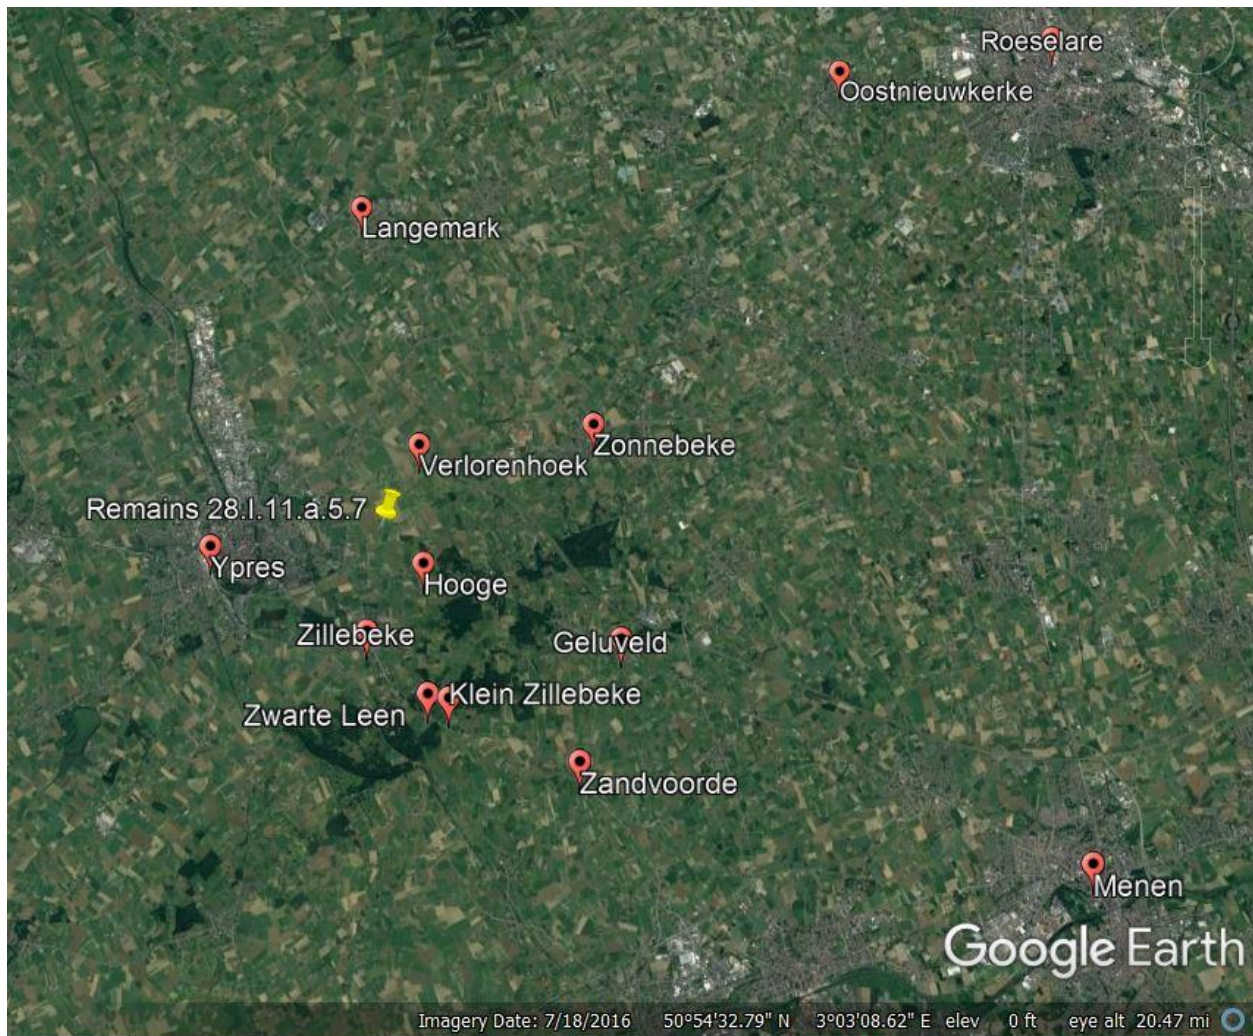 Roeselare
Oostnieuwkerke
Langemark
Zonnebeke
Verlorenhoek
Remains 28.I.11.a.5.7
Ypres
Hooge
Zillebeke
Geluveld
Klein Zillebeke
Zwarte Leen
Zandvoorde
Menen
Google Earth
Imagery Date: 7/18/2016 50°54'32.79" N 3°03'08.62" E elev 0 ft eye alt 20.47 mi